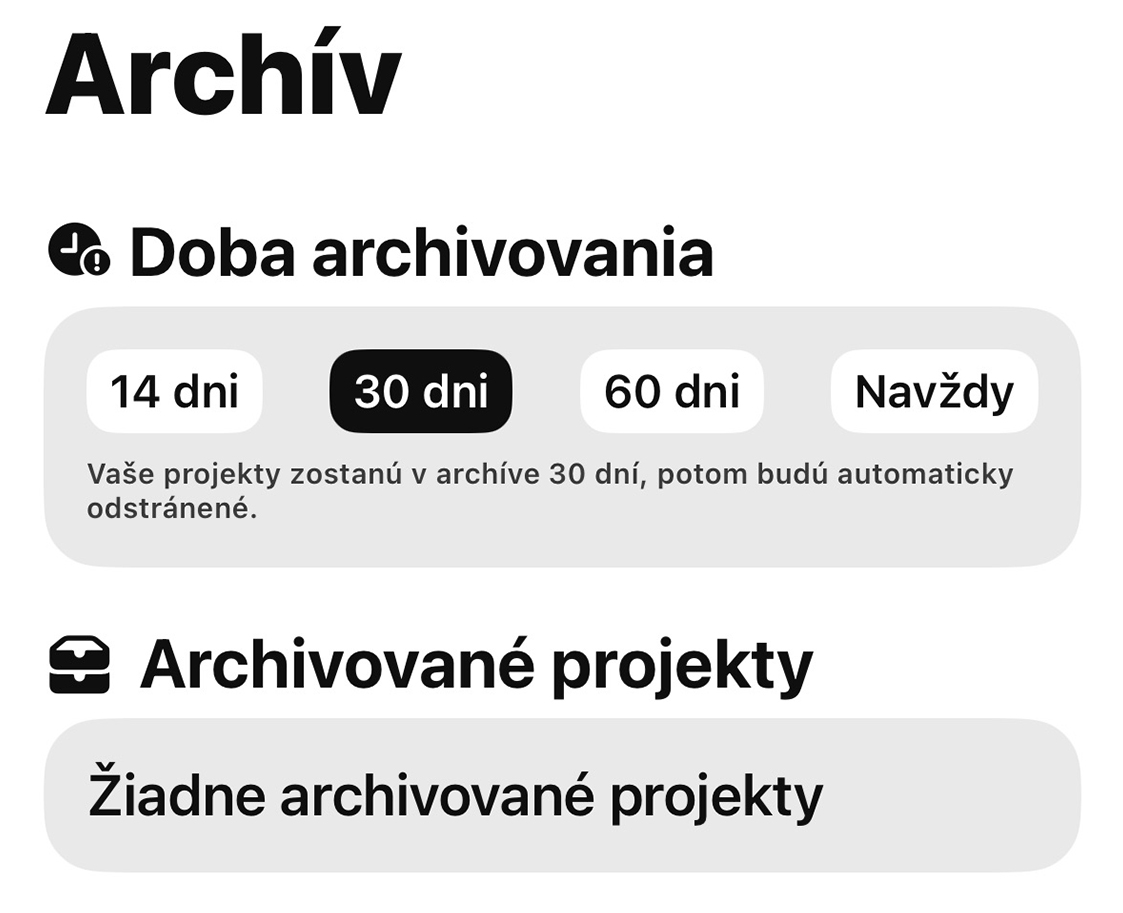 Archív
Doba archivovania
14 dni 30 dni 60 dni Navždy
Vaše projekty zostanú v archíve 30 dní, potom budú automaticky
odstránené.
Archivované projekty
Žiadne archivované projekty